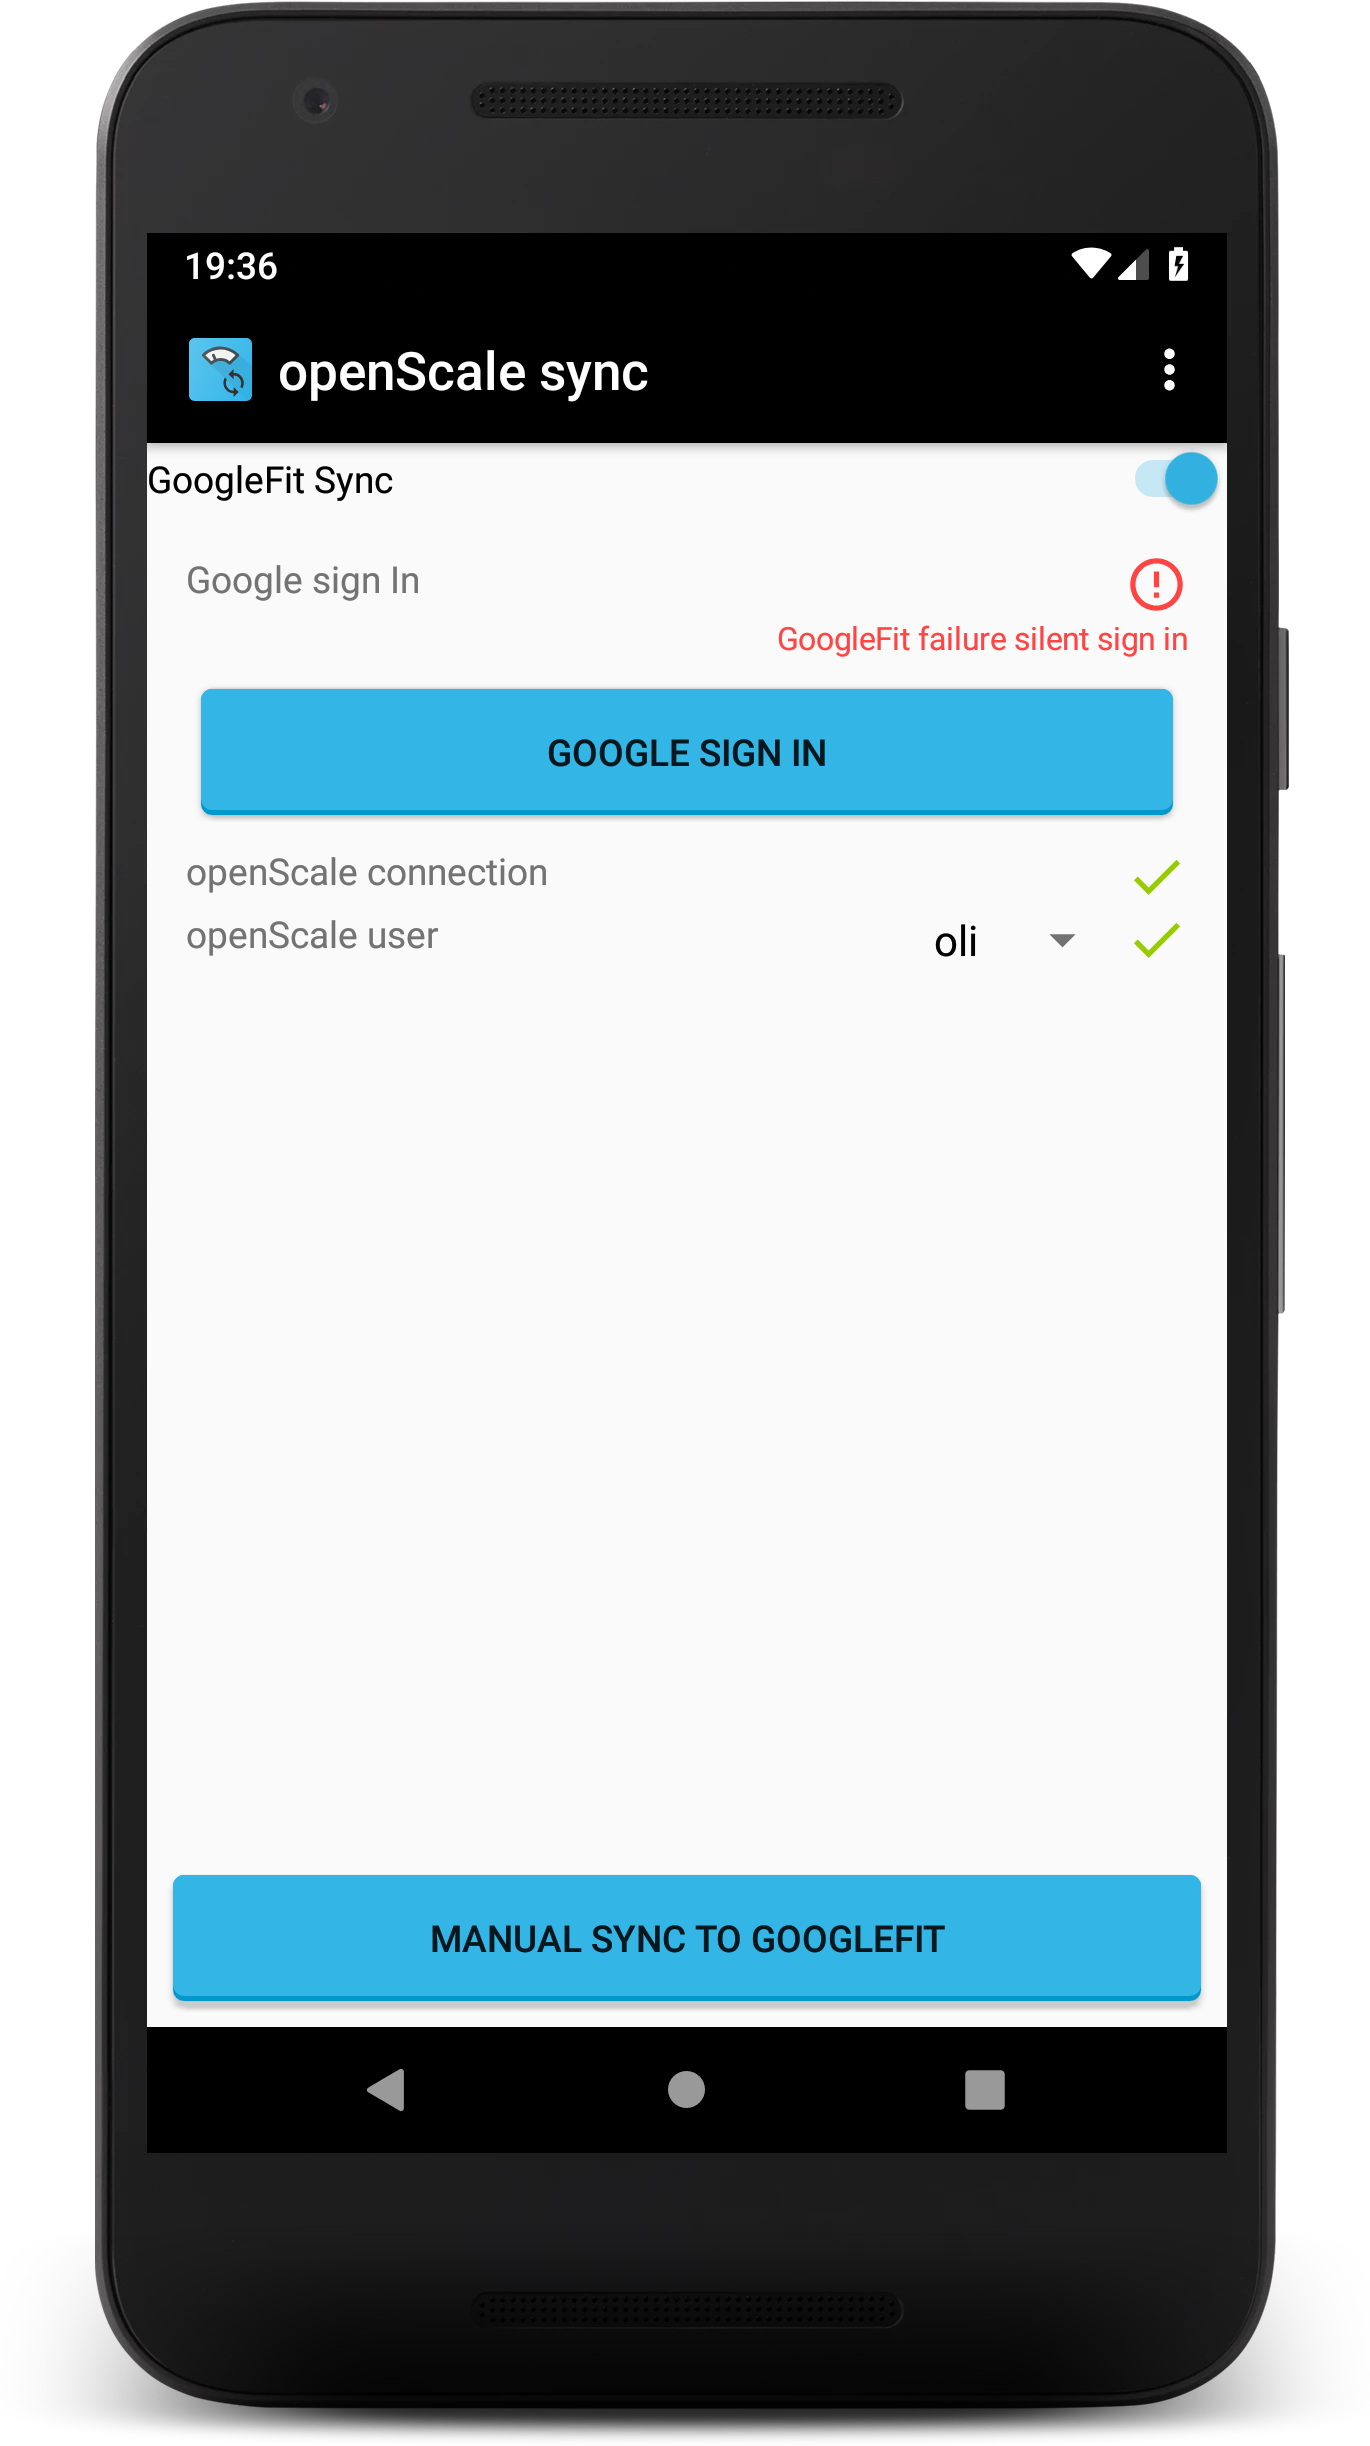 19:36
openScale sync
GoogleFit Sync
Google sign In
GoogleFit failure silent sign in
GOOGLE SIGN IN
openScale connection
openScale user oli
MANUAL SYNC TO GOOGLEFIT